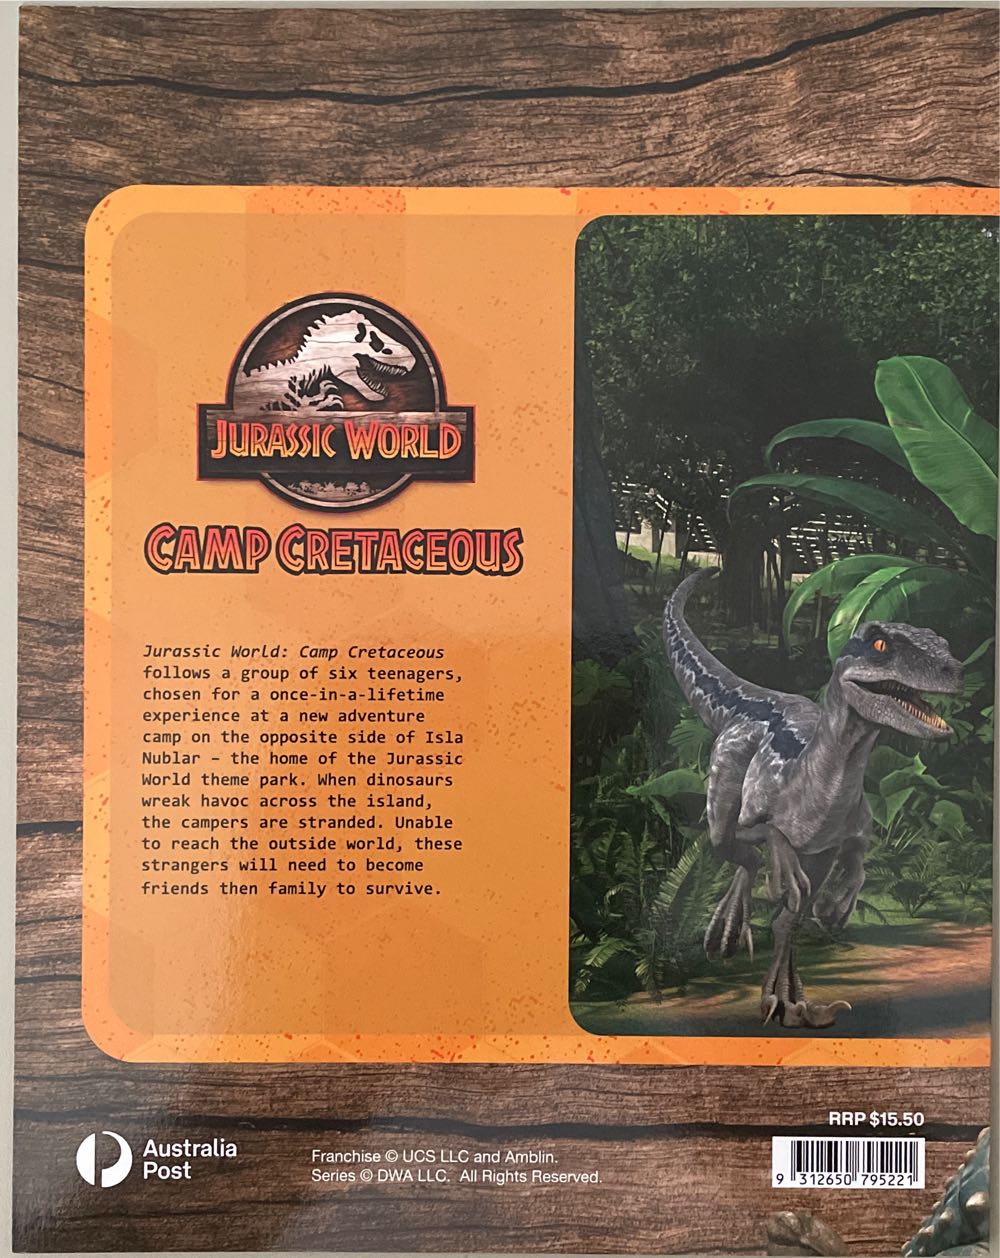 JURASSIC WORLD
CAMP CRETACEOUS
Jurassic World: Camp Cretaceous
follows a group of six teenagers,
chosen for a once-in-a-lifetime
experience at a new adventure
camp on the opposite side of Isla
Nublar – the home of the Jurassic
World theme park. When dinosaurs
wreak havoc across the island,
the campers are stranded. Unable
to reach the outside world, these
strangers will need to become
friends then family to survive.
Australia
Post
Franchise © UCS LLC and Amblin.
Series © DWA LLC. All Rights Reserved.
RRP $15.50
9 312650 795221